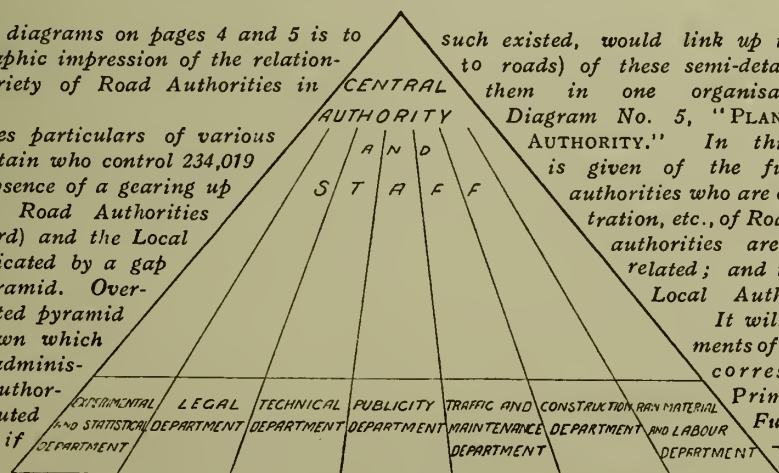 diagrams on pages 4 and 5 is to
aphic impression of the relation-
riety of Road Authorities in
es particulars of various
tain who control 234,019
bsence of a gearing up
Road Authorities
rd) and the Local
icated by a gap
ramid. Over-
ted pyramid
wn which
adminis-
uthor-
uted
if
CENTRAL
AUTHORITY
AND
STAFF
EXPERIMENTAL
AND STATISTICAL
DEPARTMENT
LEGAL
DEPARTMENT
TECHNICAL
DEPARTMENT
PUBLICITY
DEPARTMENT
TRAFFIC AND
MAINTENANCE
DEPARTMENT
CONSTRUCTION
DEPARTMENT
RAW MATERIAL
AND LABOUR
DEPARTMENT
such existed, would link up
to roads) of these semi-deta
them in one organisa
Diagram No. 5, "PLAN
AUTHORITY." In thi
is given of the fu
authorities who are
tration, etc., of Roa
authorities are
related; and
Local Auth
It wil
ments of
corres
Prim
Fu